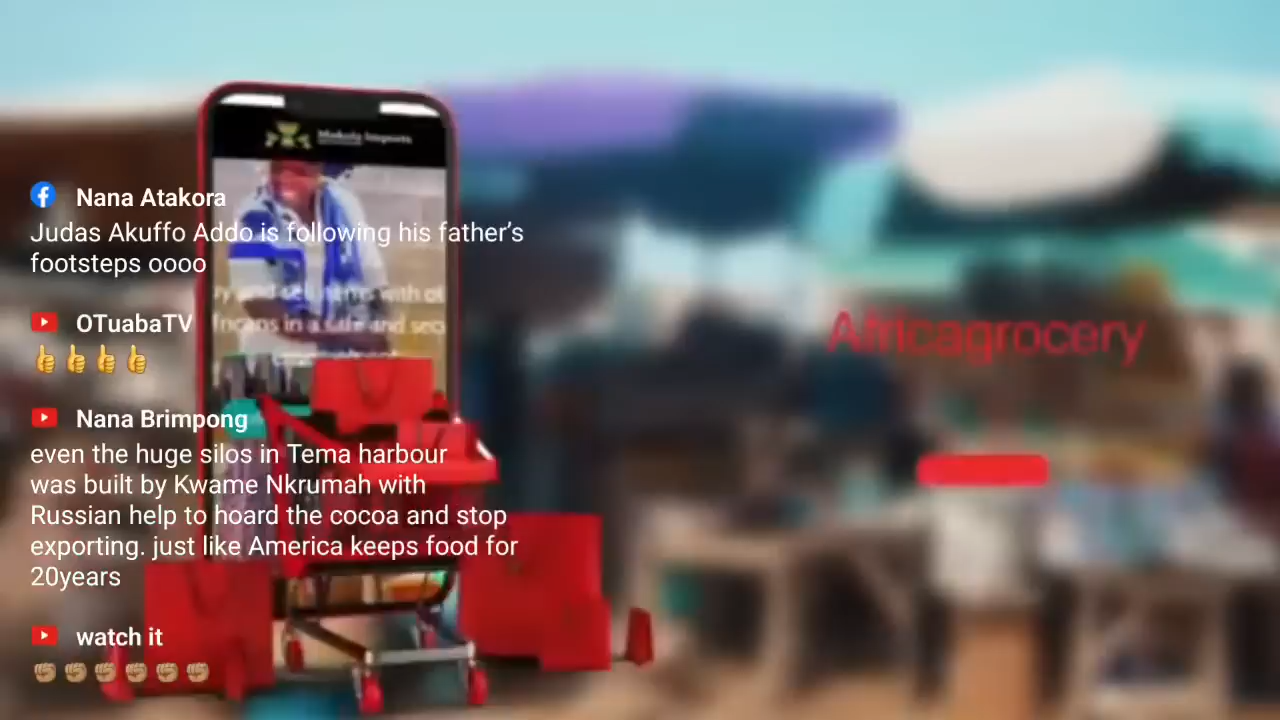 Makola Imports
Nana Atakora
Judas Akuffo Addo is following his father’s
footsteps oooo
OTuabaTV
👍👍👍👍
Nana Brimpong
even the huge silos in Tema harbour
was built by Kwame Nkrumah with
Russian help to hoard the cocoa and stop
exporting. just like America keeps food for
20years
watch it
✊🏽✊🏽✊🏽✊🏽✊🏽✊🏽
Africagrocery